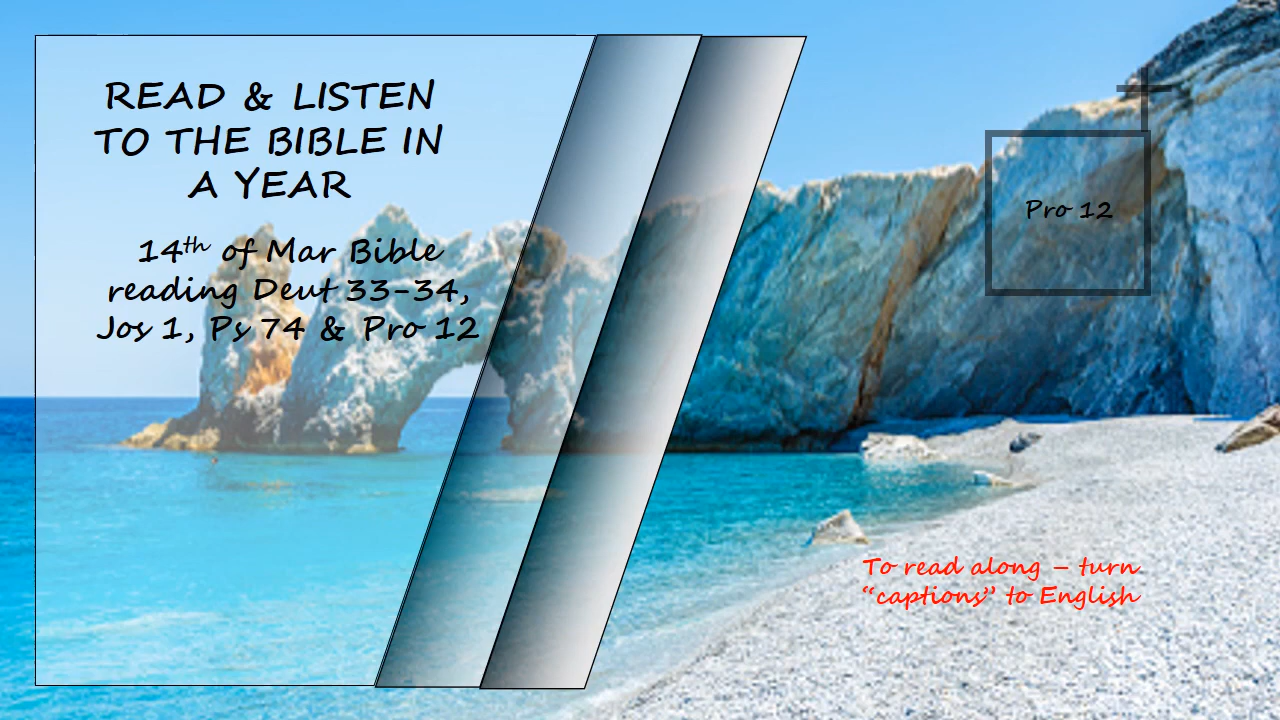 READ & LISTEN
TO THE BIBLE IN
A YEAR
14th of Mar Bible
reading Deut 33-34,
Jos 1, Ps 74 & Pro 12
Pro 12
To read along – turn
“captions” to English